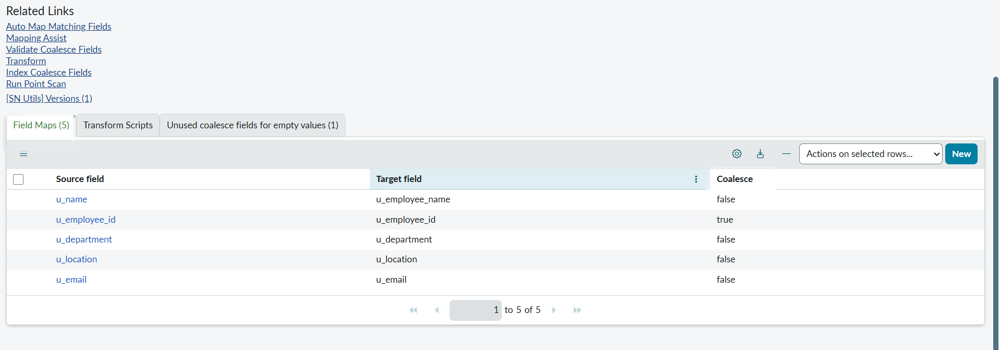 Related Links
Auto Map Matching Fields
Mapping Assist
Validate Coalesce Fields
Transform
Index Coalesce Fields
Run Point Scan
[SN Utils] Versions (1)
Field Maps (5) Transform Scripts Unused coalesce fields for empty values (1)
Actions on selected rows... New
Source field Target field Coalesce
u_name u_employee_name false
u_employee_id u_employee_id true
u_department u_department false
u_location u_location false
u_email u_email false
1 to 5 of 5